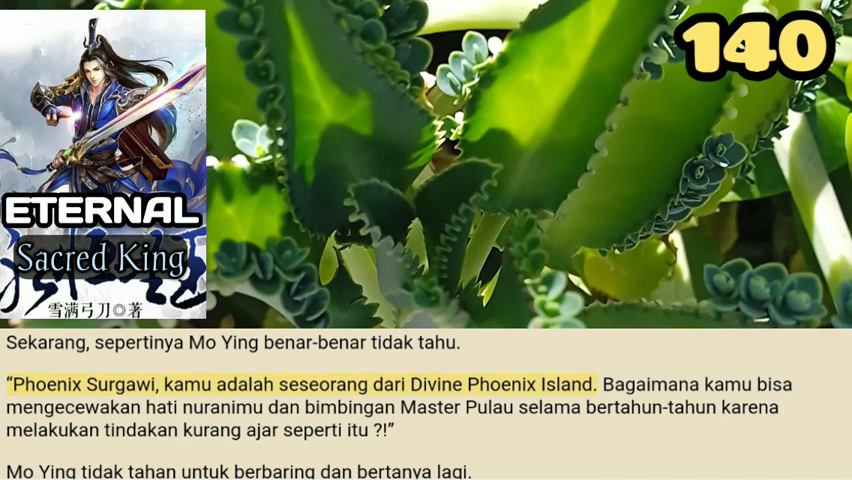 140
ETERNAL
Sacred King
雪满弓刀◎著
Sekarang, sepertinya Mo Ying benar-benar tidak tahu.
“Phoenix Surgawi, kamu adalah seseorang dari Divine Phoenix Island. Bagaimana kamu bisa
mengecewakan hati nuranimu dan bimbingan Master Pulau selama bertahun-tahun karena
melakukan tindakan kurang ajar seperti itu ?!”
Mo Ying tidak tahan untuk berbaring dan bertanya lagi.